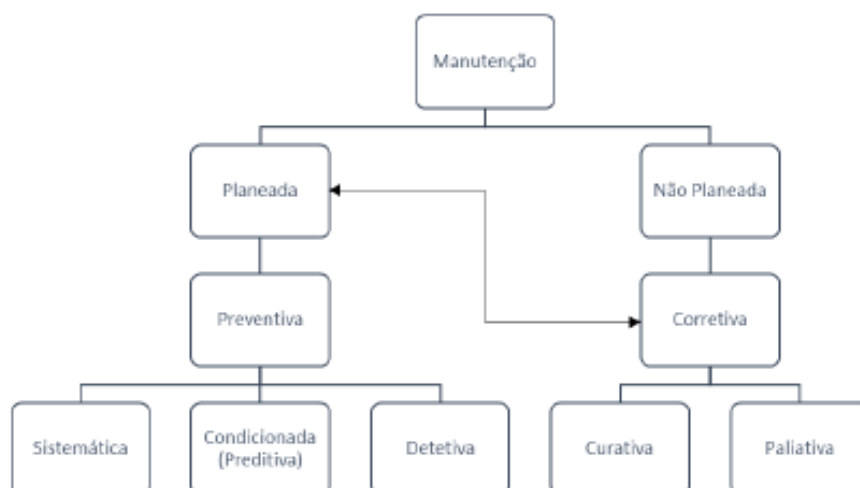 Manutenção
Planeada
Não Planeada
Preventiva
Corretiva
Sistemática
Condicionada
(Preditiva)
Detetiva
Curativa
Paliativa